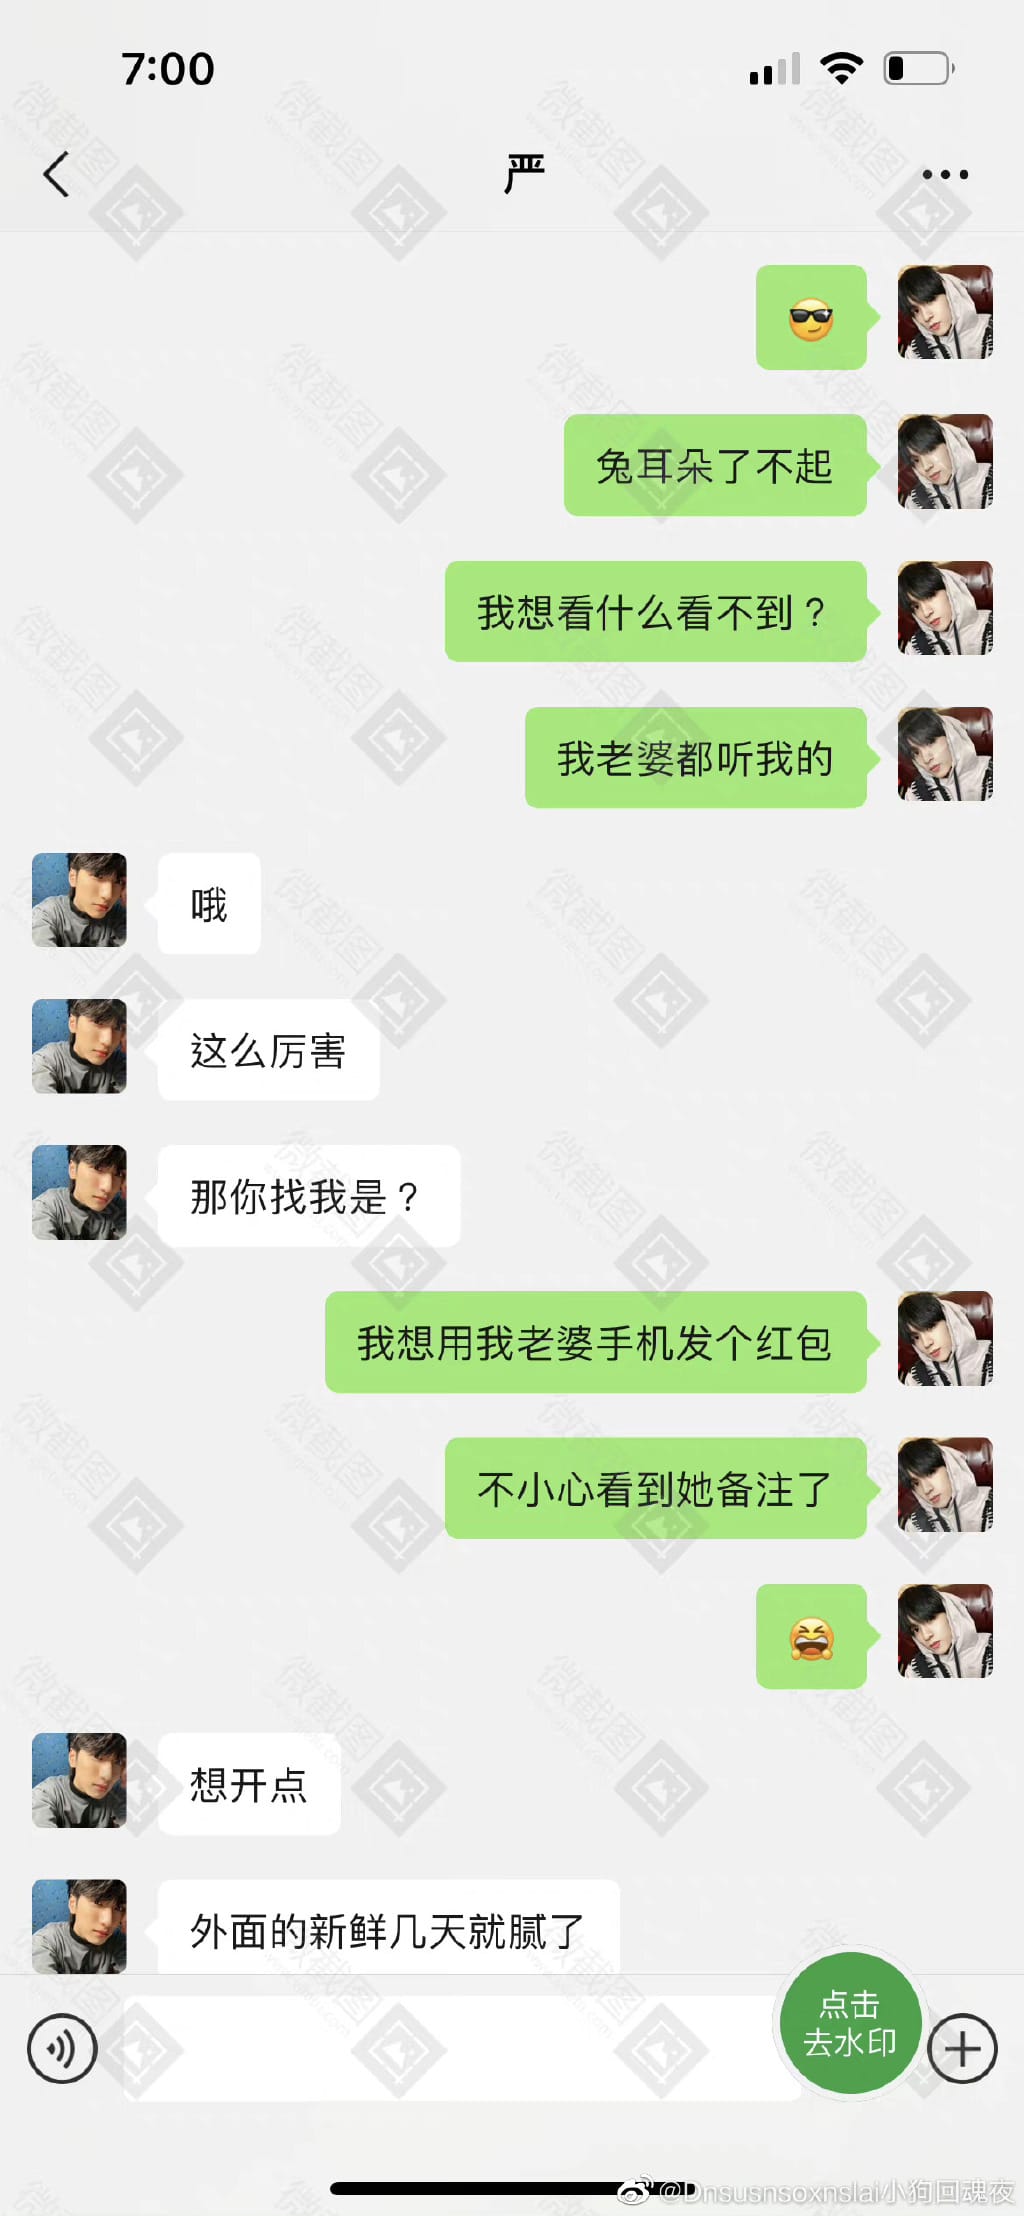 7:00
严
😎
兔耳朵了不起
我想看什么看不到？
我老婆都听我的
哦
这么厉害
那你找我是？
我想用我老婆手机发个红包
不小心看到她备注了
想开点
外面的新鲜几天就腻了
点击
去水印
微截图
@Dnsusnsoxnslai小狗回魂夜